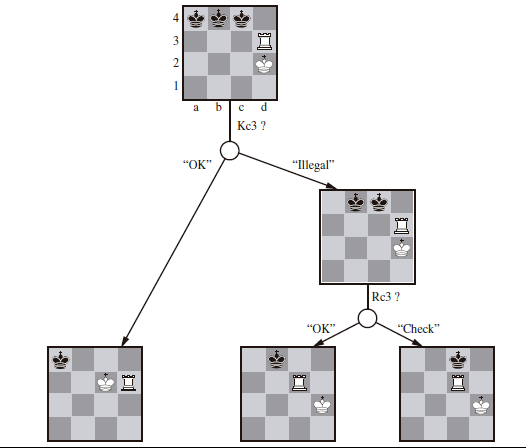 4
3
2
1
a b c d
Kc3 ?
“OK” “Illegal”
Rc3 ?
“OK” “Check”